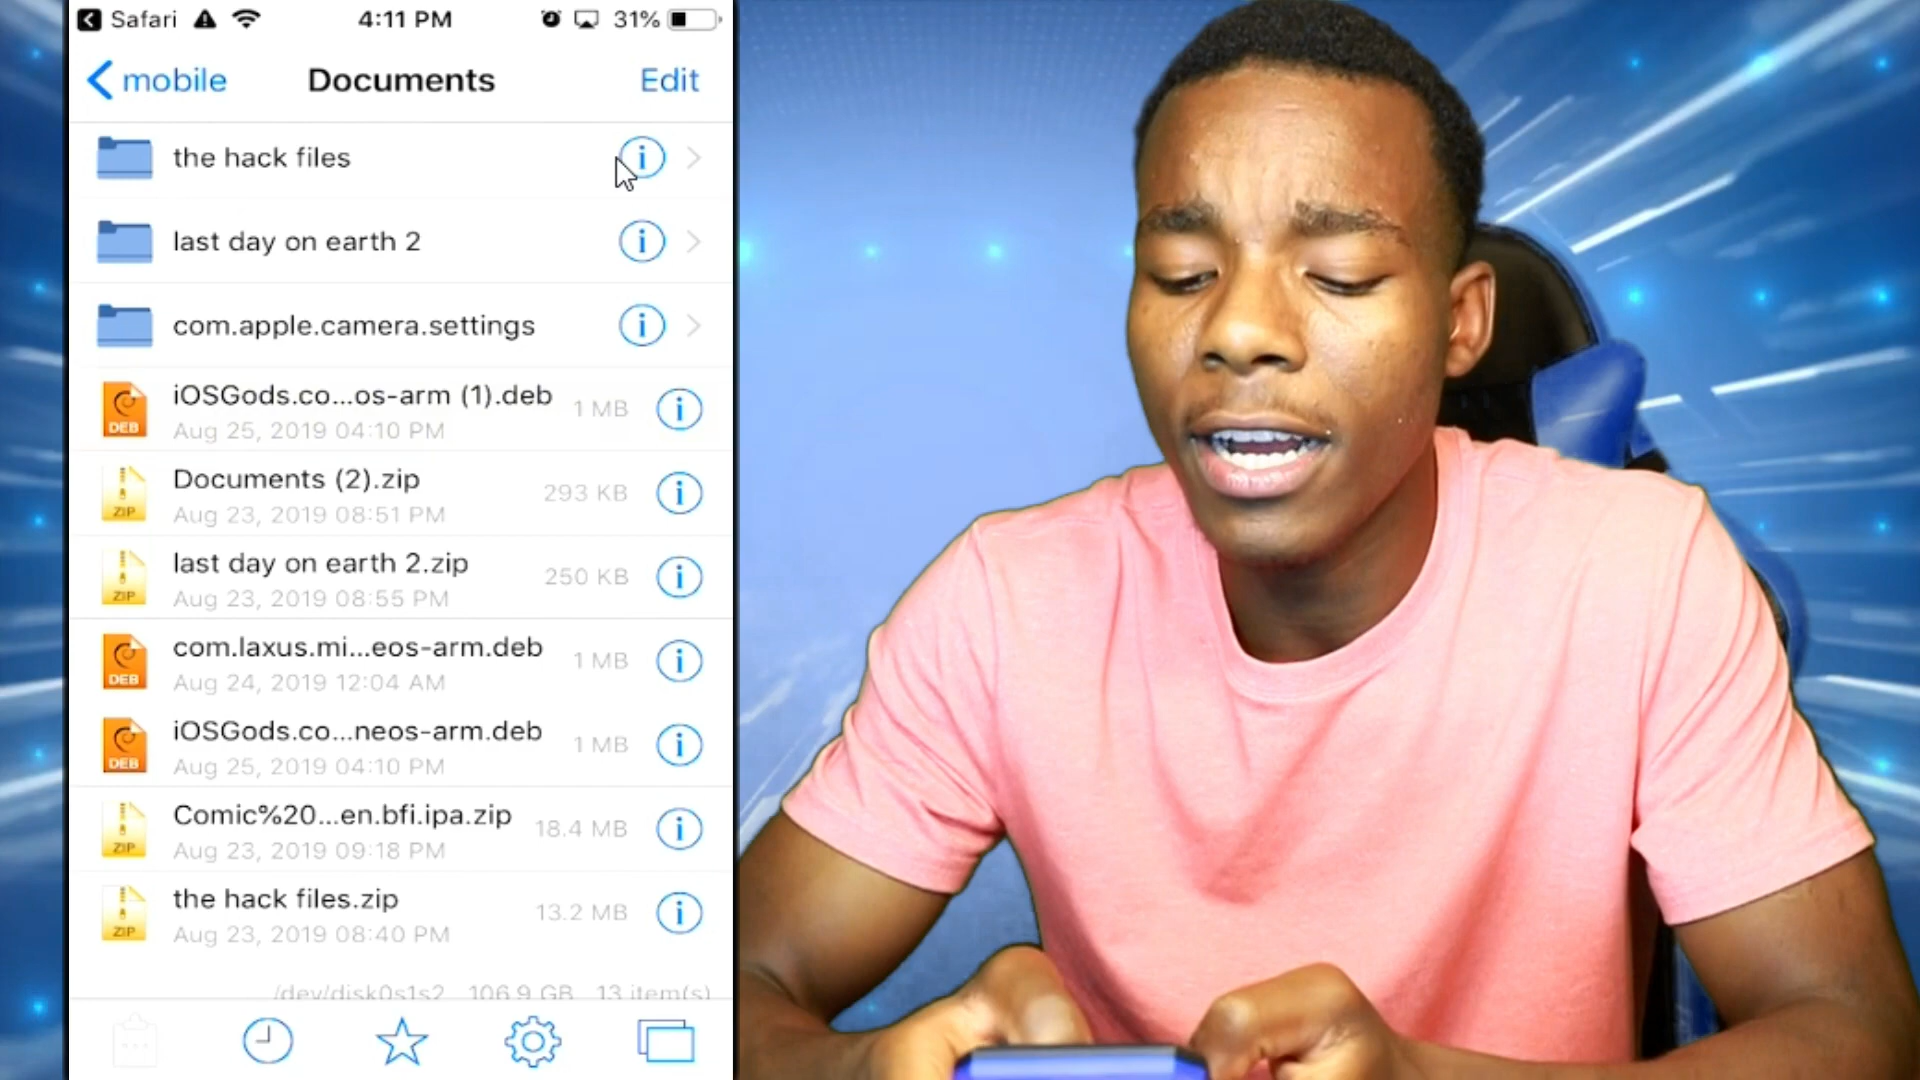 Safari
4:11 PM
31%
mobile
Documents
Edit
the hack files
last day on earth 2
com.apple.camera.settings
iOSGods.co...os-arm (1).deb
1 MB
DEB
Aug 25, 2019 04:10 PM
Documents (2).zip
293 KB
ZIP
Aug 23, 2019 08:51 PM
last day on earth 2.zip
250 KB
ZIP
Aug 23, 2019 08:55 PM
com.laxus.mi...eos-arm.deb
1 MB
DEB
Aug 24, 2019 12:04 AM
iOSGods.co...neos-arm.deb
1 MB
DEB
Aug 25, 2019 04:10 PM
Comic%20...en.bfi.ipa.zip
18.4 MB
ZIP
Aug 23, 2019 09:18 PM
the hack files.zip
13.2 MB
ZIP
Aug 23, 2019 08:40 PM
/dev/disk0s1s2 106.9 GB 13 item(s)